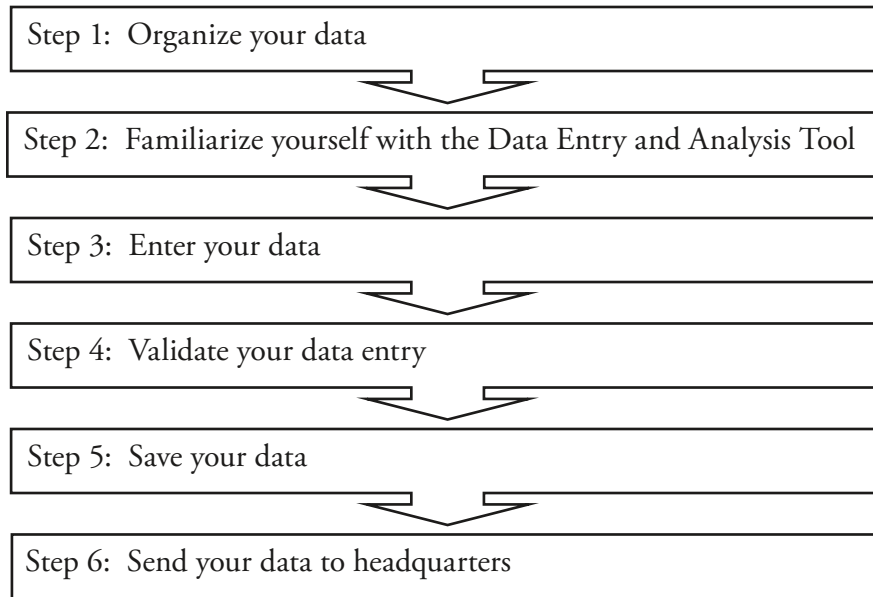 Step 1: Organize your data
Step 2: Familiarize yourself with the Data Entry and Analysis Tool
Step 3: Enter your data
Step 4: Validate your data entry
Step 5: Save your data
Step 6: Send your data to headquarters